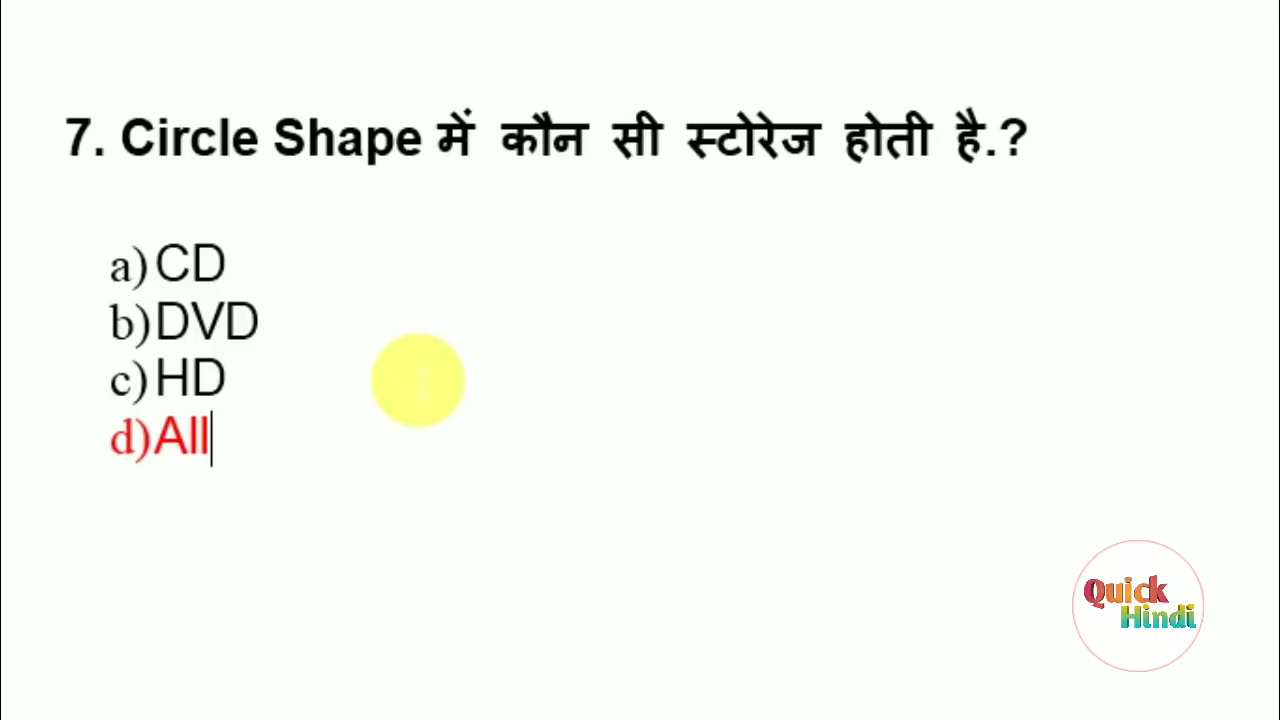 7. Circle Shape में कौन सी स्टोरेज होती है.?
a) CD
b) DVD
c) HD
d) All
Quick
Hindi